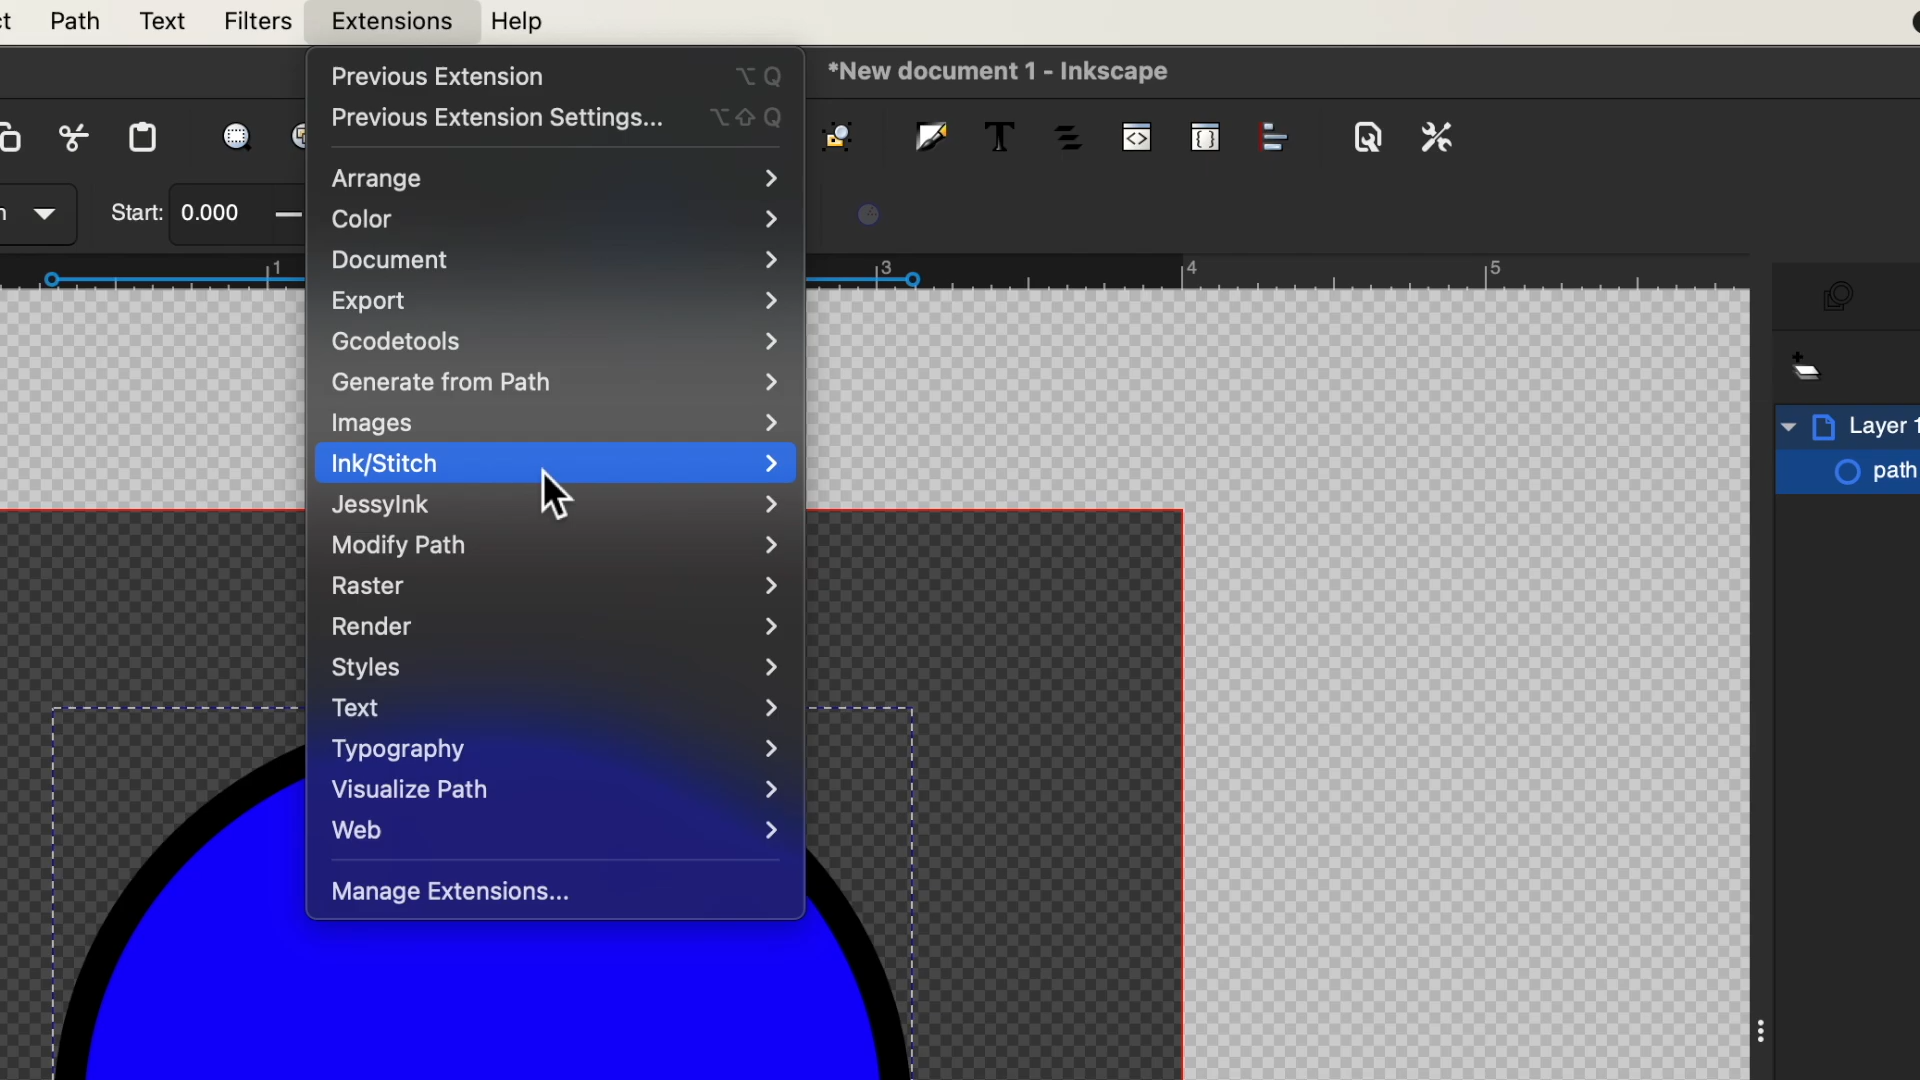 Path Text Filters Extensions Help
*New document 1 - Inkscape
Previous Extension ⌥ Q
Previous Extension Settings... ⌥⇧ Q
Arrange
Color
Document
Export
Gcodetools
Generate from Path
Images
Ink/Stitch
JessyInk
Modify Path
Raster
Render
Styles
Text
Typography
Visualize Path
Web
Manage Extensions...
Start: 0.000
1 3 4 5
Layer 1
path